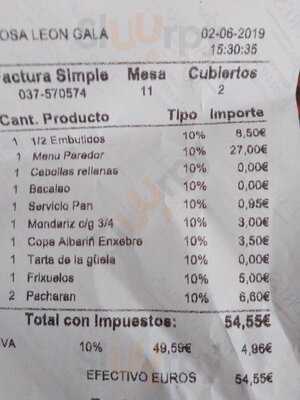 OSA LEON GALA 02-06-2019
15:30:35
Factura Simple Mesa Cubiertos
037-570574 11 2
Cant. Producto Tipo Importe
1 1/2 Embutidos 10% 8,50€
1 Menu Parador 10% 27,00€
1 Cebollas rellenas 10% 0,00€
1 Bacalao 10% 0,00€
1 Servicio Pan 10% 0,95€
1 Mondariz c/g 3/4 10% 3,00€
1 Copa Albariñ Enxebre 10% 3,50€
1 Tarta de la güela 10% 0,00€
1 Frixuelos 10% 5,00€
2 Pacharan 10% 6,60€
Total con Impuestos: 54,55€
VA 10% 49,59€ 4,96€
EFECTIVO EUROS 54,55€